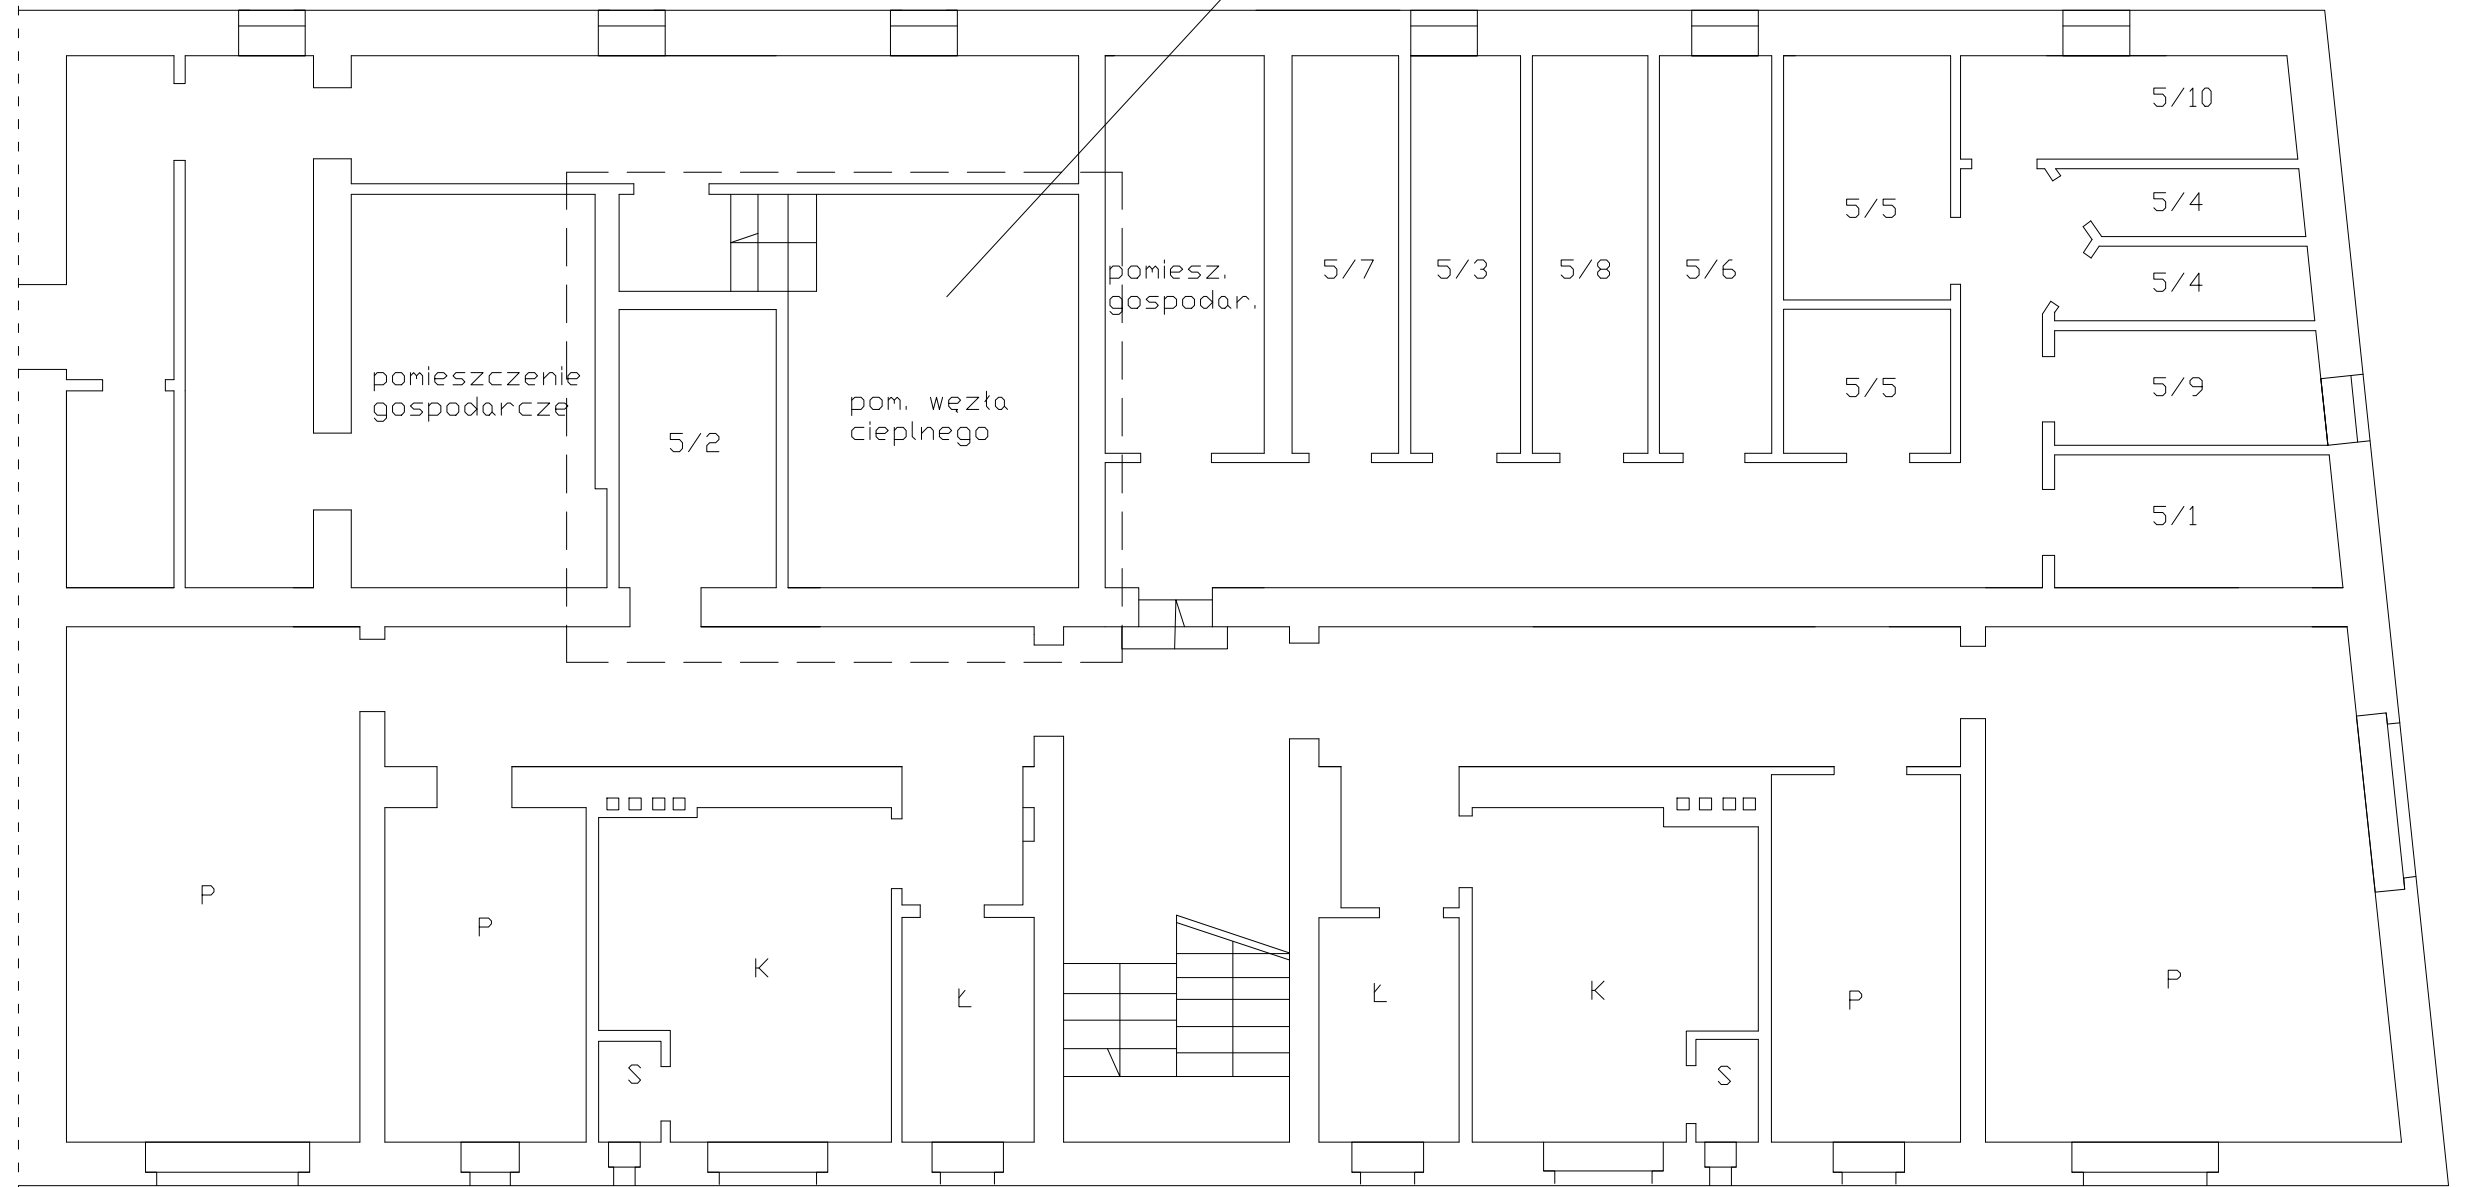 5/10
5/4
5/5
5/7
5/3
5/8
5/6
pomiesz.
gospodar.
5/4
pomieszczenie
gospodarcze
5/9
5/5
pom. węzła
cieplnego
5/2
5/1
P
P
K
Ł
Ł
K
P
P
S
S